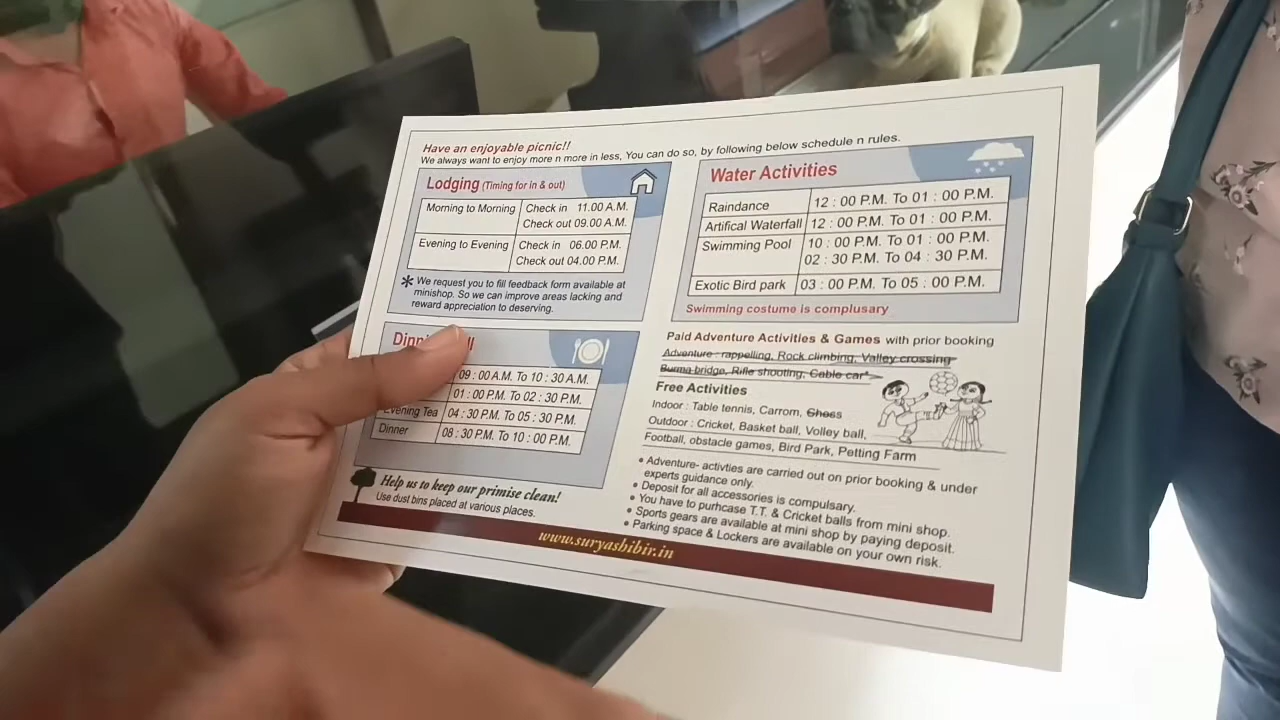 Have an enjoyable picnic!!
We always want to enjoy more n more in less, You can do so, by following below schedule n rules.
Lodging (Timing for in & out)
Morning to Morning Check in 11.00 A.M.
Check out 09.00 A.M.
Evening to Evening Check in 06.00 P.M.
Check out 04.00 P.M.
* We request you to fill feedback form available at
minishop. So we can improve areas lacking and
reward appreciation to deserving.
09 : 00 A.M. To 10 : 30 A.M.
01 : 00 P.M. To 02 : 30 P.M.
Evening Tea 04 : 30 P.M. To 05 : 30 P.M.
Dinner 08 : 30 P.M. To 10 : 00 P.M.
Help us to keep our primise clean!
Use dust bins placed at various places.
Water Activities
Raindance 12 : 00 P.M. To 01 : 00 P.M.
Artifical Waterfall 12 : 00 P.M. To 01 : 00 P.M.
Swimming Pool 10 : 00 P.M. To 01 : 00 P.M.
02 : 30 P.M. To 04 : 30 P.M.
Exotic Bird park 03 : 00 P.M. To 05 : 00 P.M.
Swimming costume is complusary
Paid Adventure Activities & Games with prior booking
Adventure : rappelling, Rock climbing, Valley crossing
Burma bridge, Rifle shooting, Cable car*
Free Activities
Indoor : Table tennis, Carrom, Chess
Outdoor : Cricket, Basket ball, Volley ball,
Football, obstacle games, Bird Park, Petting Farm
• Adventure- activties are carried out on prior booking & under
experts guidance only.
• Deposit for all accessories is compulsary.
• You have to purhcase T.T. & Cricket balls from mini shop.
• Sports gears are available at mini shop by paying deposit.
• Parking space & Lockers are available on your own risk.
www.suryashibir.in